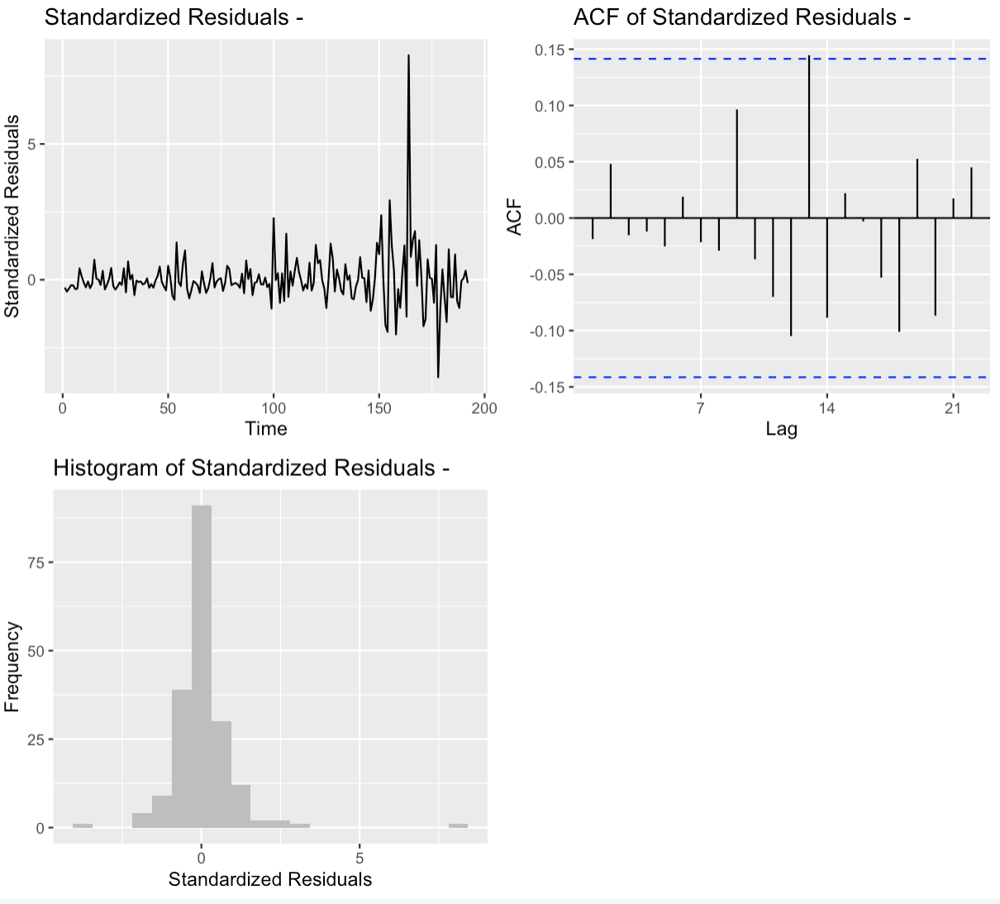 Standardized Residuals -
Standardized Residuals
5
0
0
50
100
150
200
Time
ACF of Standardized Residuals -
ACF
0.15
0.10
0.05
0.00
-0.05
-0.10
-0.15
7
14
21
Lag
Histogram of Standardized Residuals -
Frequency
75
50
25
0
0
5
Standardized Residuals